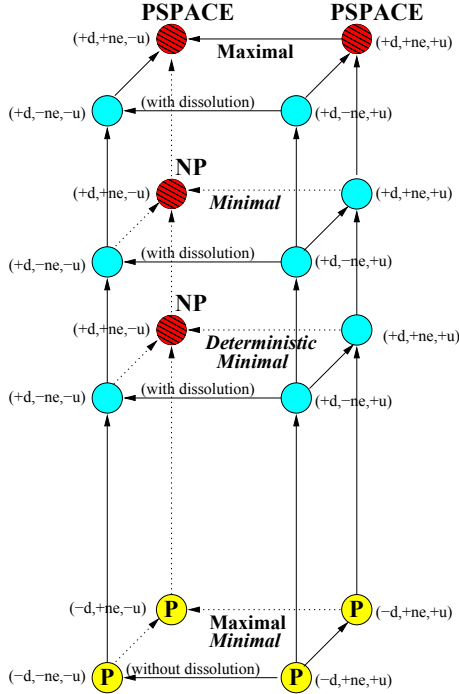 PSPACE PSPACE
(+d,+ne,−u) (+d,+ne,+u)
Maximal
(with dissolution)
(+d,−ne,−u) (+d,−ne,+u)
NP
(+d,+ne,−u) (+d,+ne,+u)
Minimal
(with dissolution)
(+d,−ne,−u) (+d,−ne,+u)
NP
(+d,+ne,−u) (+d,+ne,+u)
Deterministic
Minimal
(with dissolution)
(+d,−ne,−u) (+d,−ne,+u)
(−d,+ne,−u) P P (−d,+ne,+u)
Maximal
Minimal
(without dissolution)
(−d,−ne,−u) P P (−d,+ne,+u)